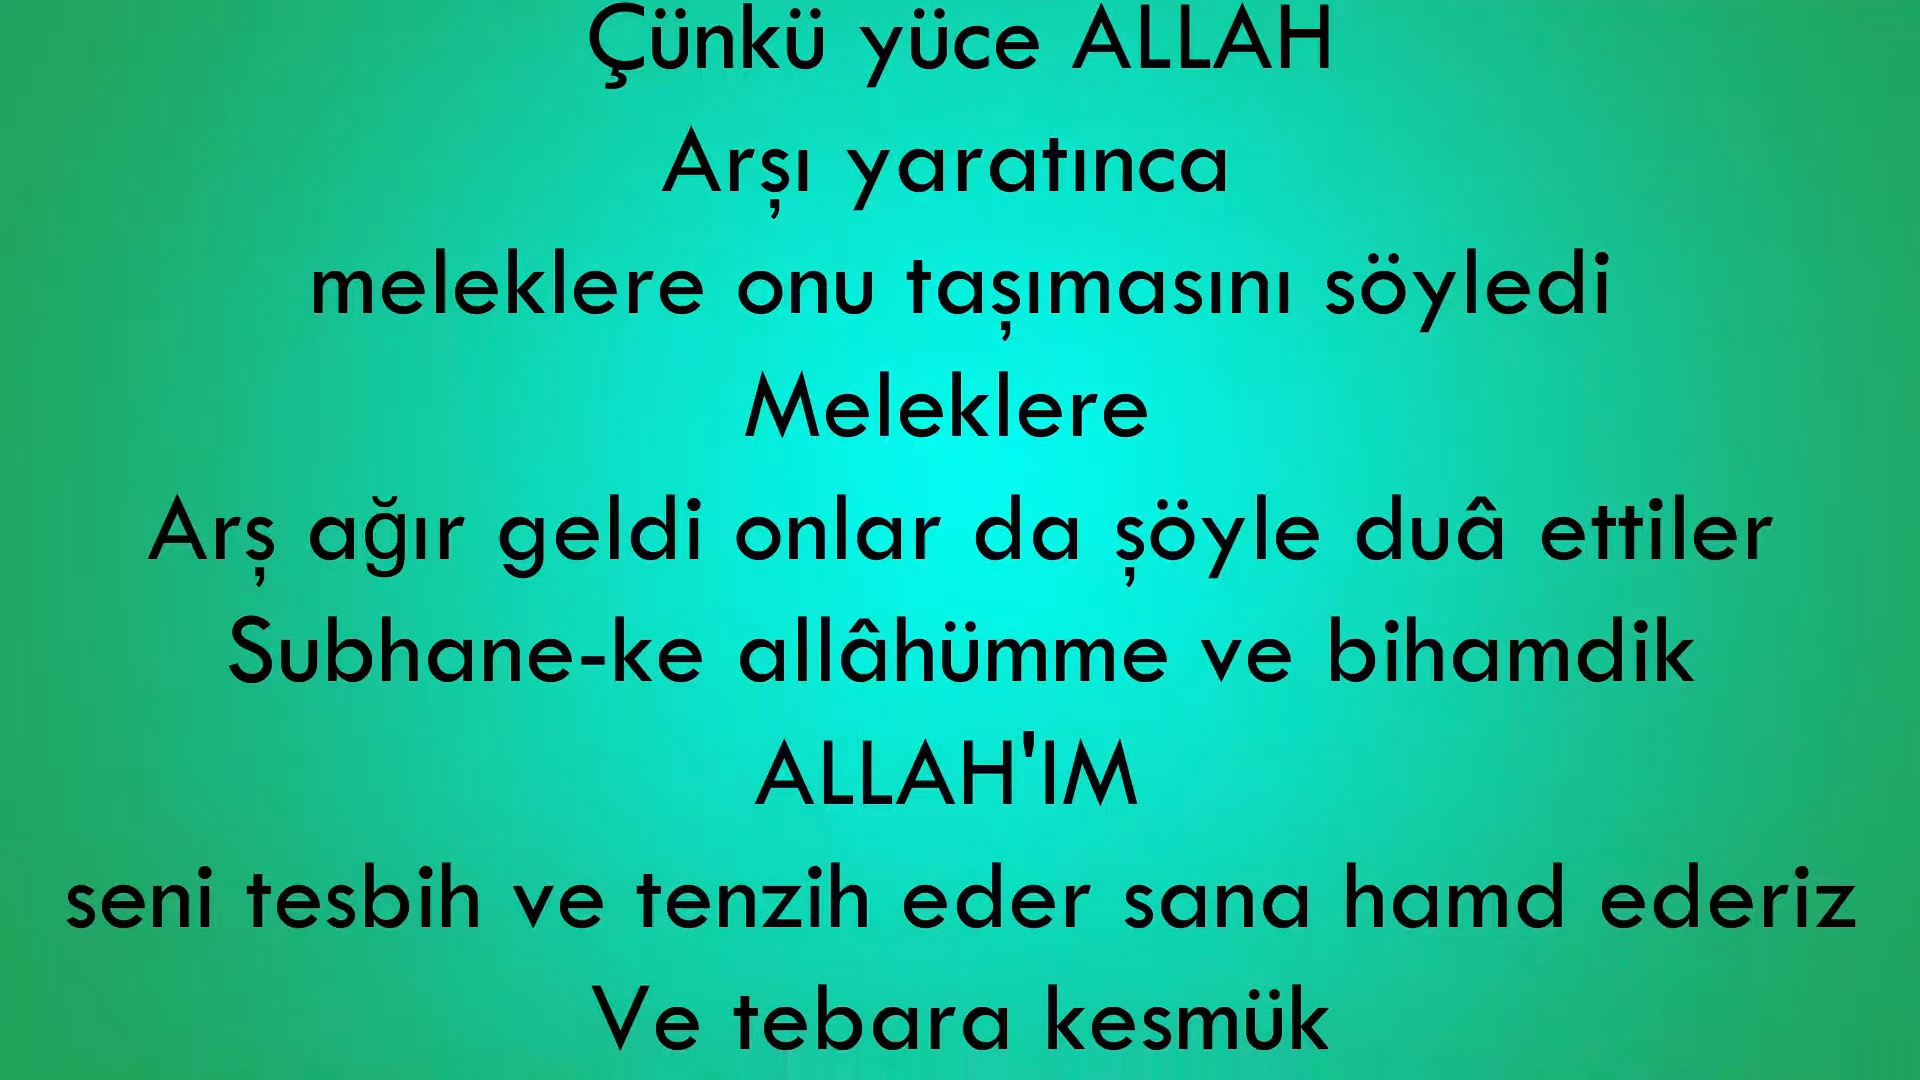 Çünkü yüce ALLAH
Arşı yaratınca
meleklere onu taşımasını söyledi
Meleklere
Arş ağır geldi onlar da şöyle duâ ettiler
Subhane-ke allâhümme ve bihamdik
ALLAH'IM
seni tesbih ve tenzih eder sana hamd ederiz
Ve tebara kesmük